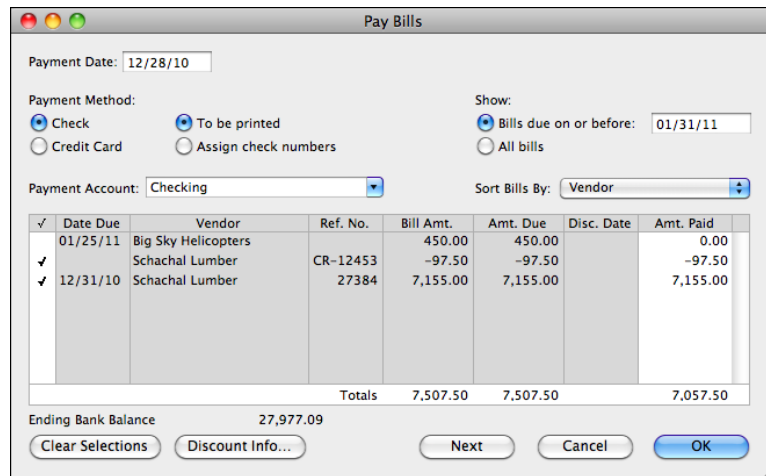 Pay Bills
Payment Date: 12/28/10
Payment Method: Show:
Check To be printed Bills due on or before: 01/31/11
Credit Card Assign check numbers All bills
Payment Account: Checking Sort Bills By: Vendor
√ Date Due Vendor Ref. No. Bill Amt. Amt. Due Disc. Date Amt. Paid
01/25/11 Big Sky Helicopters 450.00 450.00 0.00
✓ Schachal Lumber CR-12453 -97.50 -97.50 -97.50
✓ 12/31/10 Schachal Lumber 27384 7,155.00 7,155.00 7,155.00
Totals 7,507.50 7,507.50 7,057.50
Ending Bank Balance 27,977.09
Clear Selections Discount Info... Next Cancel OK